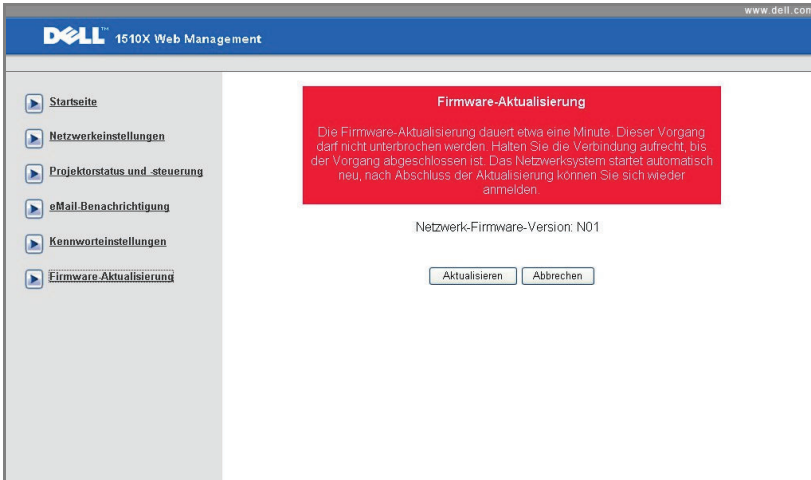 www.dell.com
DELL™ 1510X Web Management
Startseite
Netzwerkeinstellungen
Projektorstatus und -steuerung
eMail-Benachrichtigung
Kennworteinstellungen
Firmware-Aktualisierung
Firmware-Aktualisierung
Die Firmware-Aktualisierung dauert etwa eine Minute. Dieser Vorgang
darf nicht unterbrochen werden. Halten Sie die Verbindung aufrecht, bis
der Vorgang abgeschlossen ist. Das Netzwerksystem startet automatisch
neu, nach Abschluss der Aktualisierung können Sie sich wieder
anmelden.
Netzwerk-Firmware-Version: N01
Aktualisieren Abbrechen